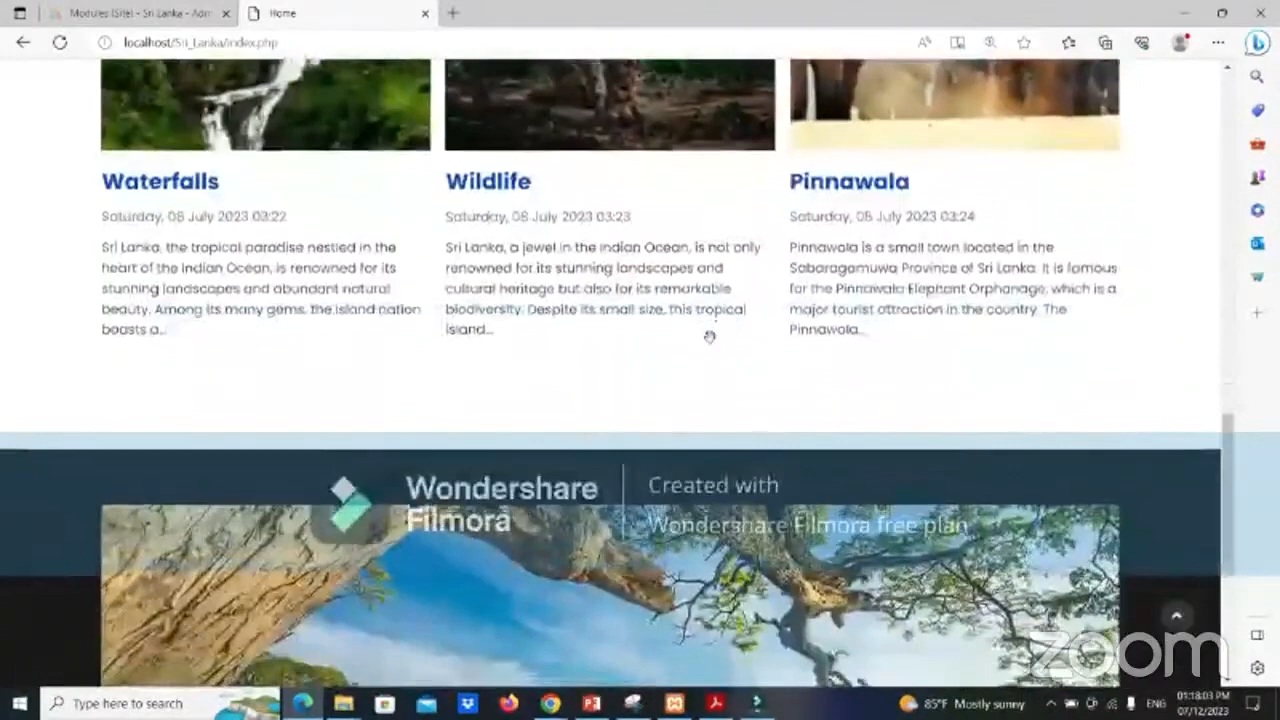 Modules (Site) - Sri Lanka - Adm
Home
localhost/Sri_Lanka/index.php
Waterfalls
Wildlife
Pinnawala
Saturday, 08 July 2023 03:22
Saturday, 08 July 2023 03:23
Saturday, 08 July 2023 03:24
Sri Lanka, the tropical paradise nestled in the
heart of the Indian Ocean, is renowned for its
stunning landscapes and abundant natural
beauty. Among its many gems, the island nation
boasts a...
Sri Lanka, a jewel in the Indian Ocean, is not only
renowned for its stunning landscapes and
cultural heritage but also for its remarkable
biodiversity. Despite its small size, this tropical
island...
Pinnawala is a small town located in the
Sabaragamuwa Province of Sri Lanka. It is famous
for the Pinnawala Elephant Orphanage, which is a
major tourist attraction in the country. The
Pinnawala...
Wondershare
Filmora
Created with
Wondershare Filmora free plan
zoom
Type here to search
85°F Mostly sunny
ENG
01:18:03 PM
07/12/2023